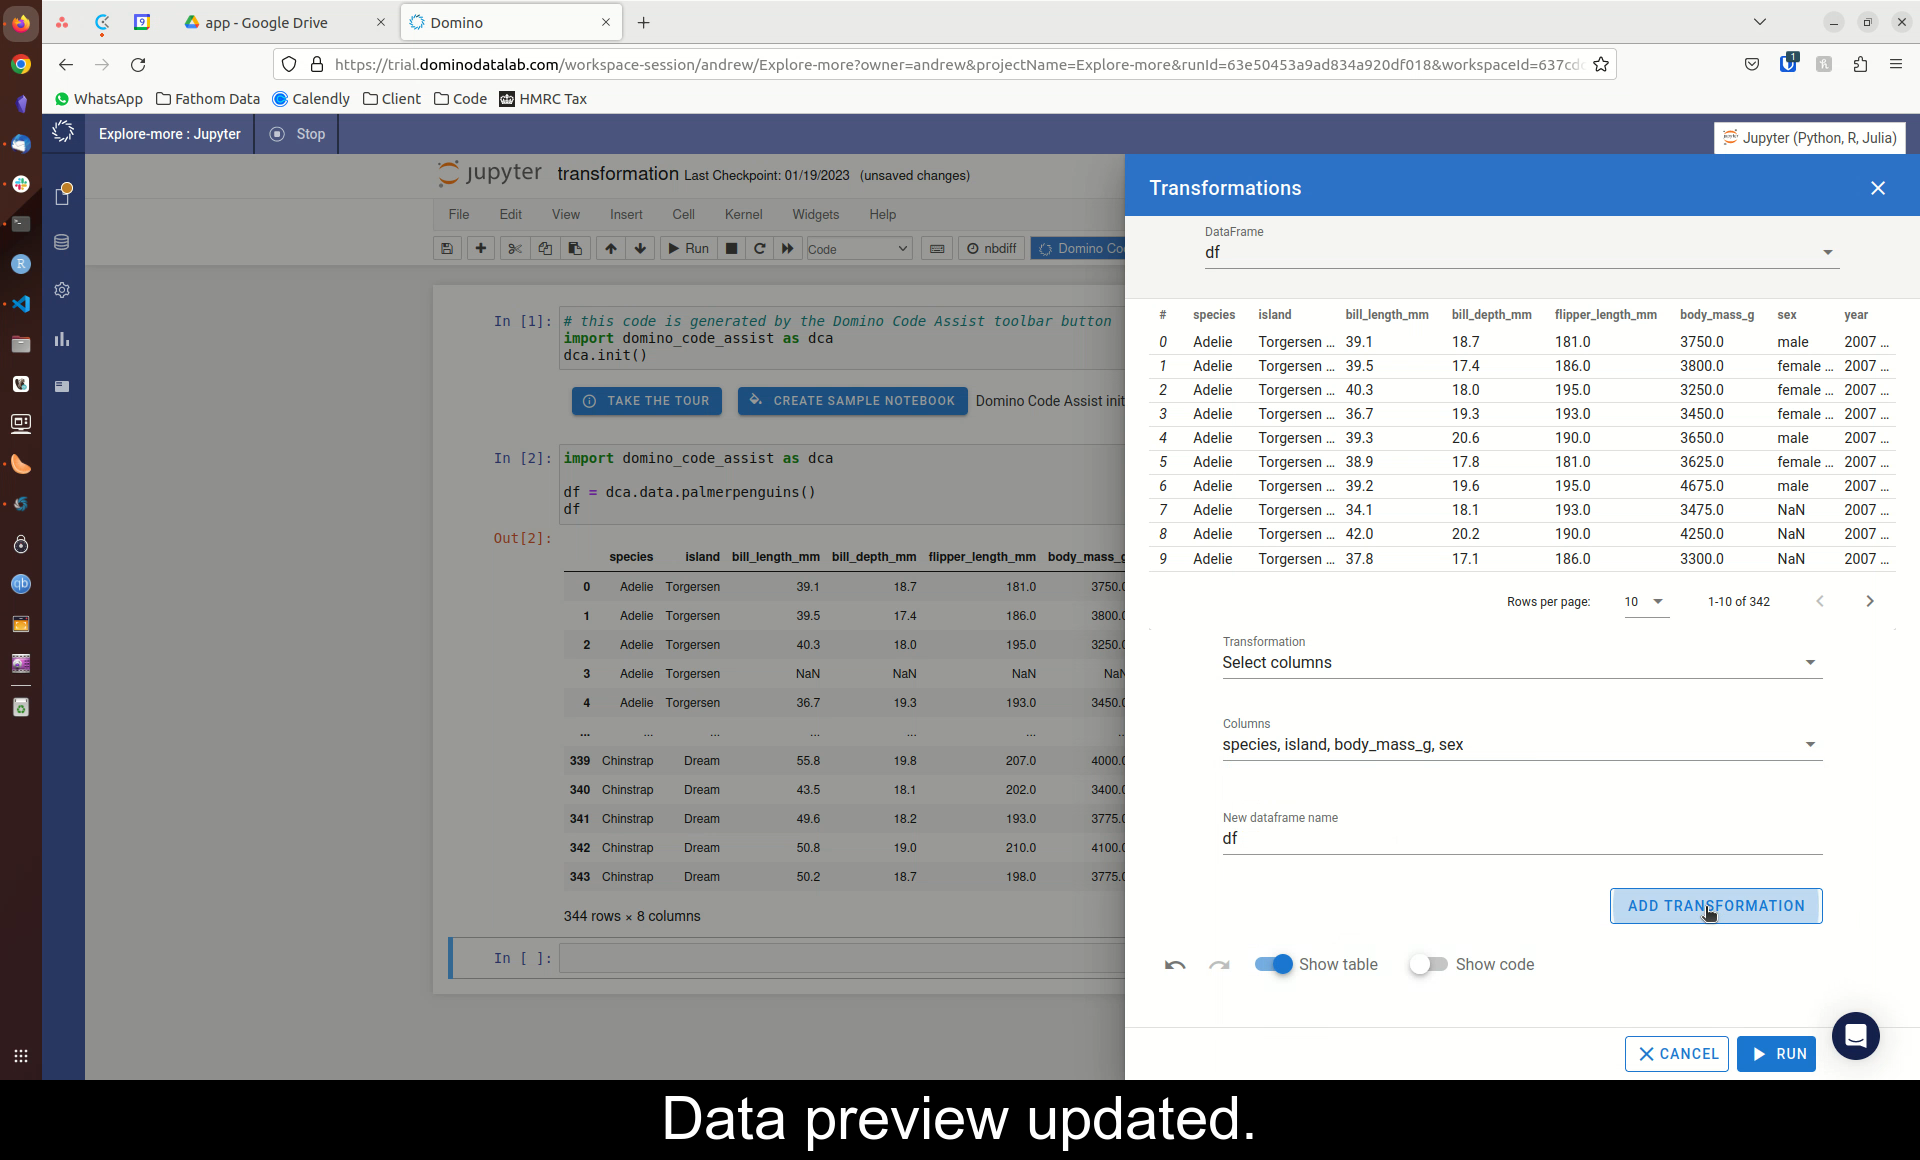 app - Google Drive
Domino
https://trial.dominodatalab.com/workspace-session/andrew/Explore-more?owner=andrew&projectName=Explore-more&runId=63e50453a9ad834a920df018&workspaceId=637cd
WhatsApp Fathom Data Calendly Client Code HMRC Tax
Explore-more : Jupyter Stop
Jupyter (Python, R, Julia)
jupyter transformation Last Checkpoint: 01/19/2023 (unsaved changes)
File Edit View Insert Cell Kernel Widgets Help
Run Code nbdiff Domino Co
In [1]: # this code is generated by the Domino Code Assist toolbar button
import domino_code_assist as dca
dca.init()
TAKE THE TOUR CREATE SAMPLE NOTEBOOK Domino Code Assist init
In [2]: import domino_code_assist as dca
df = dca.data.palmerpenguins()
df
Out[2]:
species island bill_length_mm bill_depth_mm flipper_length_mm body_mass_g
0 Adelie Torgersen 39.1 18.7 181.0 3750.0
1 Adelie Torgersen 39.5 17.4 186.0 3800.0
2 Adelie Torgersen 40.3 18.0 195.0 3250.0
3 Adelie Torgersen NaN NaN NaN NaN
4 Adelie Torgersen 36.7 19.3 193.0 3450.0
... ... ... ... ... ... ...
339 Chinstrap Dream 55.8 19.8 207.0 4000.0
340 Chinstrap Dream 43.5 18.1 202.0 3400.0
341 Chinstrap Dream 49.6 18.2 193.0 3775.0
342 Chinstrap Dream 50.8 19.0 210.0 4100.0
343 Chinstrap Dream 50.2 18.7 198.0 3775.0
344 rows × 8 columns
In [ ]:
Transformations
DataFrame
df
# species island bill_length_mm bill_depth_mm flipper_length_mm body_mass_g sex year
0 Adelie Torgersen ... 39.1 18.7 181.0 3750.0 male 2007 ...
1 Adelie Torgersen ... 39.5 17.4 186.0 3800.0 female ... 2007 ...
2 Adelie Torgersen ... 40.3 18.0 195.0 3250.0 female ... 2007 ...
3 Adelie Torgersen ... 36.7 19.3 193.0 3450.0 female ... 2007 ...
4 Adelie Torgersen ... 39.3 20.6 190.0 3650.0 male 2007 ...
5 Adelie Torgersen ... 38.9 17.8 181.0 3625.0 female ... 2007 ...
6 Adelie Torgersen ... 39.2 19.6 195.0 4675.0 male 2007 ...
7 Adelie Torgersen ... 34.1 18.1 193.0 3475.0 NaN 2007 ...
8 Adelie Torgersen ... 42.0 20.2 190.0 4250.0 NaN 2007 ...
9 Adelie Torgersen ... 37.8 17.1 186.0 3300.0 NaN 2007 ...
Rows per page: 10 1-10 of 342
Transformation
Select columns
Columns
species, island, body_mass_g, sex
New dataframe name
df
ADD TRANSFORMATION
Show table Show code
CANCEL RUN
Data preview updated.